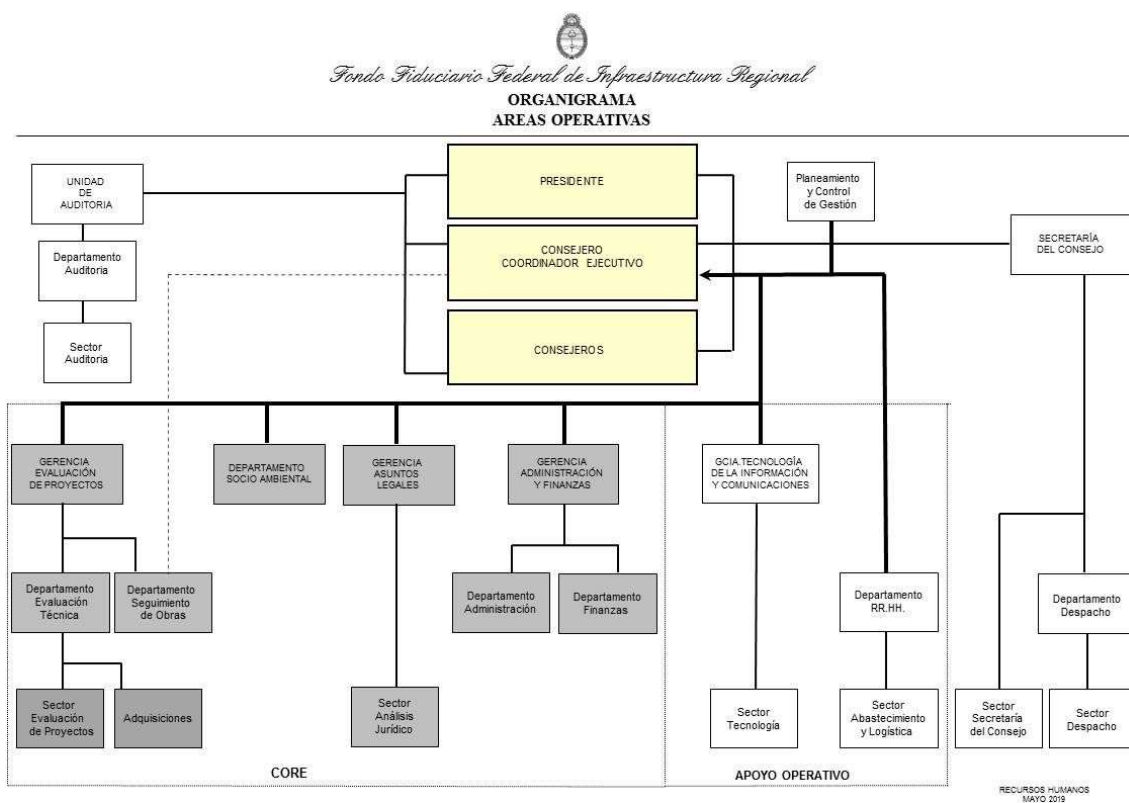 Fondo Fiduciario Federal de Infraestructura Regional
ORGANIGRAMA
AREAS OPERATIVAS
UNIDAD
DE
AUDITORIA
Departamento
Auditoria
Sector
Auditoria
PRESIDENTE
CONSEJERO
COORDINADOR EJECUTIVO
CONSEJEROS
Planeamiento
y Control
de Gestión
SECRETARÍA
DEL CONSEJO
GERENCIA
EVALUACIÓN
DE PROYECTOS
DEPARTAMENTO
SOCIO AMBIENTAL
GERENCIA
ASUNTOS
LEGALES
GERENCIA
ADMINISTRACIÓN
Y FINANZAS
GCIA.TECNOLOGÍA
DE LA INFORMACIÓN
Y COMUNICACIONES
Departamento
Evaluación
Técnica
Departamento
Seguimiento
de Obras
Departamento
Administración
Departamento
Finanzas
Departamento
RR.HH.
Departamento
Despacho
Sector
Evaluación
de Proyectos
Adquisiciones
Sector
Análisis
Jurídico
Sector
Tecnología
Sector
Abastecimiento
y Logística
Sector
Secretaría
del Consejo
Sector
Despacho
CORE
APOYO OPERATIVO
RECURSOS HUMANOS
MAYO 2019